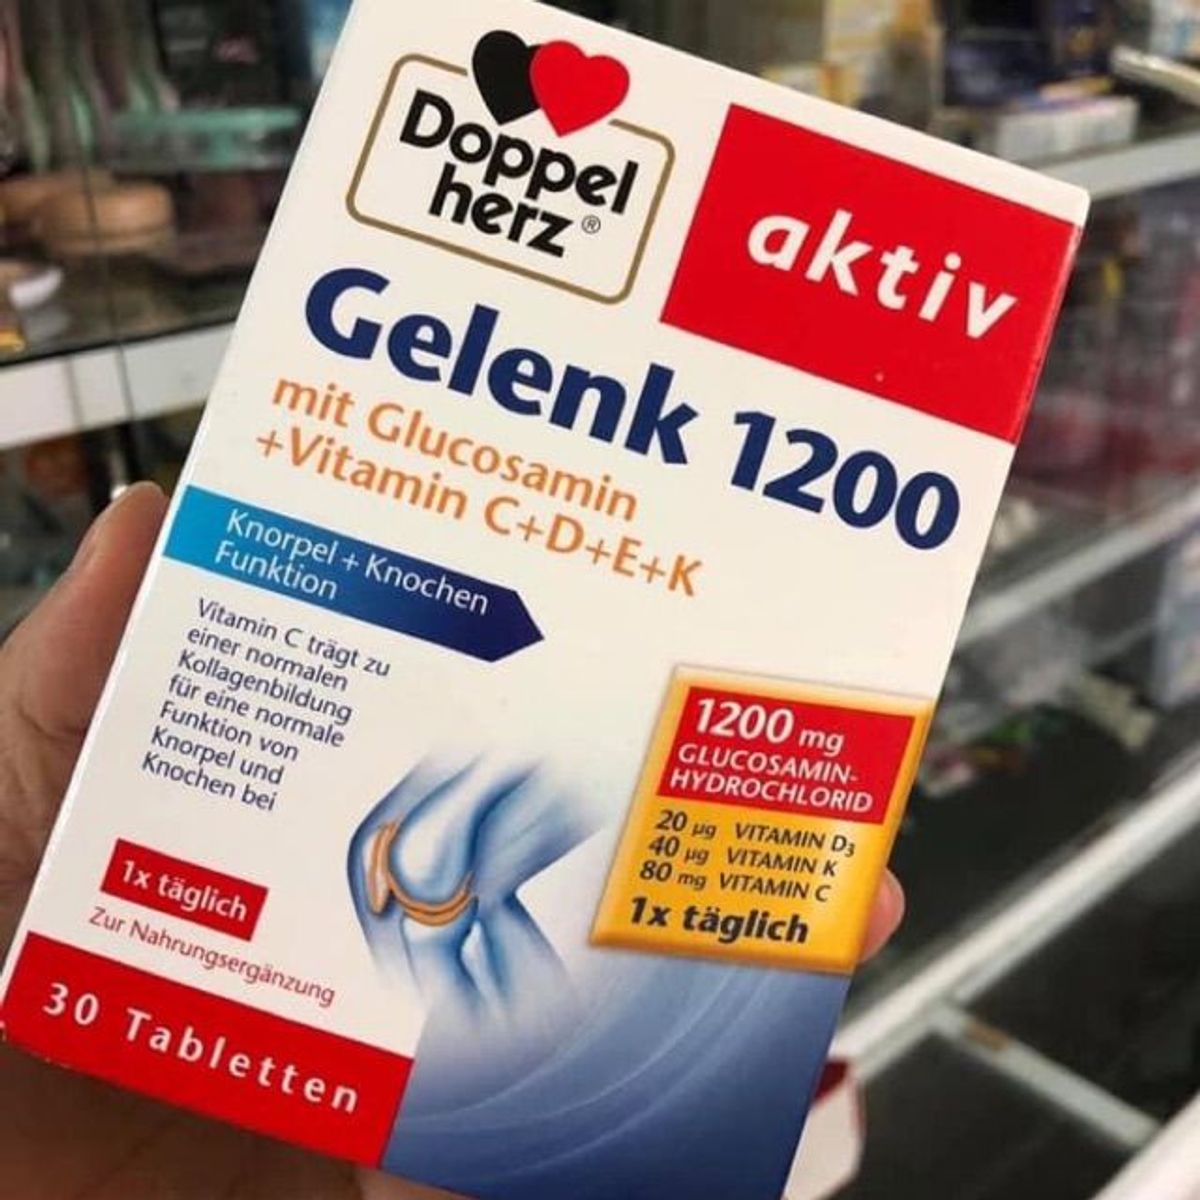 Doppel
herz®
aktiv
Gelenk 1200
mit Glucosamin
+Vitamin C+D+E+K
Knorpel + Knochen
Funktion
Vitamin C trägt zu
einer normalen
Kollagenbildung
für eine normale
Funktion von
Knorpel und
Knochen bei
1200 mg
GLUCOSAMIN-
HYDROCHLORID
20 µg VITAMIN D3
40 µg VITAMIN K
80 mg VITAMIN C
1x täglich
1x täglich
Zur Nahrungsergänzung
30 Tabletten